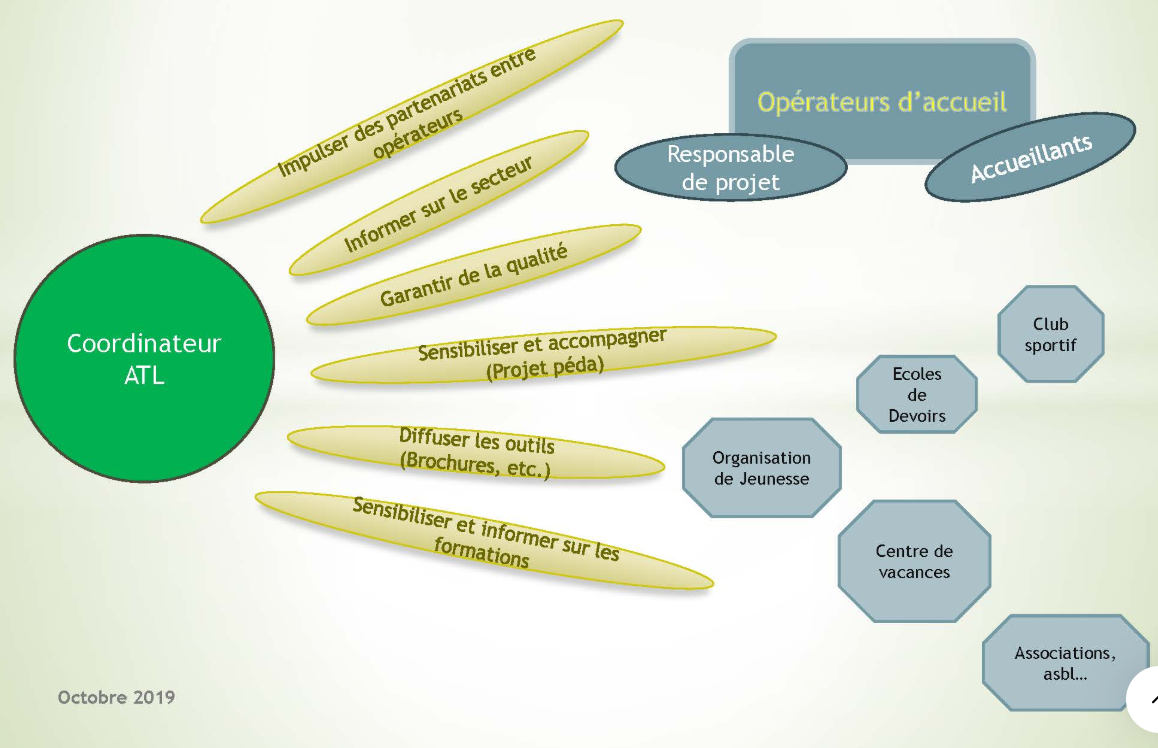 Impulser des partenariats entre
opérateurs
Informer sur le secteur
Garantir de la qualité
Sensibiliser et accompagner
(Projet péda)
Diffuser les outils
(Brochures, etc.)
Sensibiliser et informer sur les
formations
Coordinateur
ATL
Opérateurs d’accueil
Responsable
de projet
Accueillants
Club
sportif
Ecoles
de
Devoirs
Organisation
de Jeunesse
Centre de
vacances
Associations,
asbl…
Octobre 2019